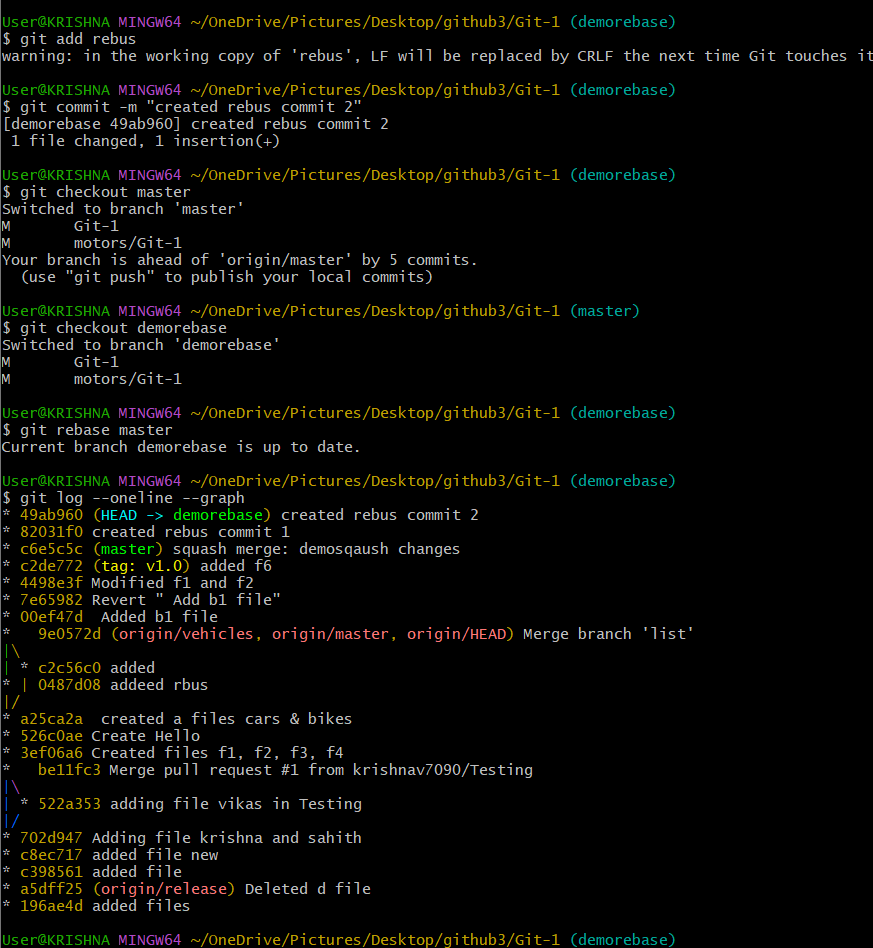 User@KRISHNA MINGW64 ~/OneDrive/Pictures/Desktop/github3/Git-1 (demorebase)
$ git add rebus
warning: in the working copy of 'rebus', LF will be replaced by CRLF the next time Git touches it

User@KRISHNA MINGW64 ~/OneDrive/Pictures/Desktop/github3/Git-1 (demorebase)
$ git commit -m "created rebus commit 2"
[demorebase 49ab960] created rebus commit 2
 1 file changed, 1 insertion(+)

User@KRISHNA MINGW64 ~/OneDrive/Pictures/Desktop/github3/Git-1 (demorebase)
$ git checkout master
Switched to branch 'master'
M       Git-1
M       motors/Git-1
Your branch is ahead of 'origin/master' by 5 commits.
  (use "git push" to publish your local commits)

User@KRISHNA MINGW64 ~/OneDrive/Pictures/Desktop/github3/Git-1 (master)
$ git checkout demorebase
Switched to branch 'demorebase'
M       Git-1
M       motors/Git-1

User@KRISHNA MINGW64 ~/OneDrive/Pictures/Desktop/github3/Git-1 (demorebase)
$ git rebase master
Current branch demorebase is up to date.

User@KRISHNA MINGW64 ~/OneDrive/Pictures/Desktop/github3/Git-1 (demorebase)
$ git log --oneline --graph
* 49ab960 (HEAD -> demorebase) created rebus commit 2
* 82031f0 created rebus commit 1
* c6e5c5c (master) squash merge: demosqaush changes
* c2de772 (tag: v1.0) added f6
* 4498e3f Modified f1 and f2
* 7e65982 Revert " Add b1 file"
* 00ef47d  Added b1 file
*   9e0572d (origin/vehicles, origin/master, origin/HEAD) Merge branch 'list'
|\
| * c2c56c0 added
* | 0487d08 addeed rbus
|/
* a25ca2a  created a files cars & bikes
* 526c0ae Create Hello
* 3ef06a6 Created files f1, f2, f3, f4
*   be11fc3 Merge pull request #1 from krishnav7090/Testing
|\
| * 522a353 adding file vikas in Testing
|/
* 702d947 Adding file krishna and sahith
* c8ec717 added file new
* c398561 added file
* a5dff25 (origin/release) Deleted d file
* 196ae4d added files

User@KRISHNA MINGW64 ~/OneDrive/Pictures/Desktop/github3/Git-1 (demorebase)